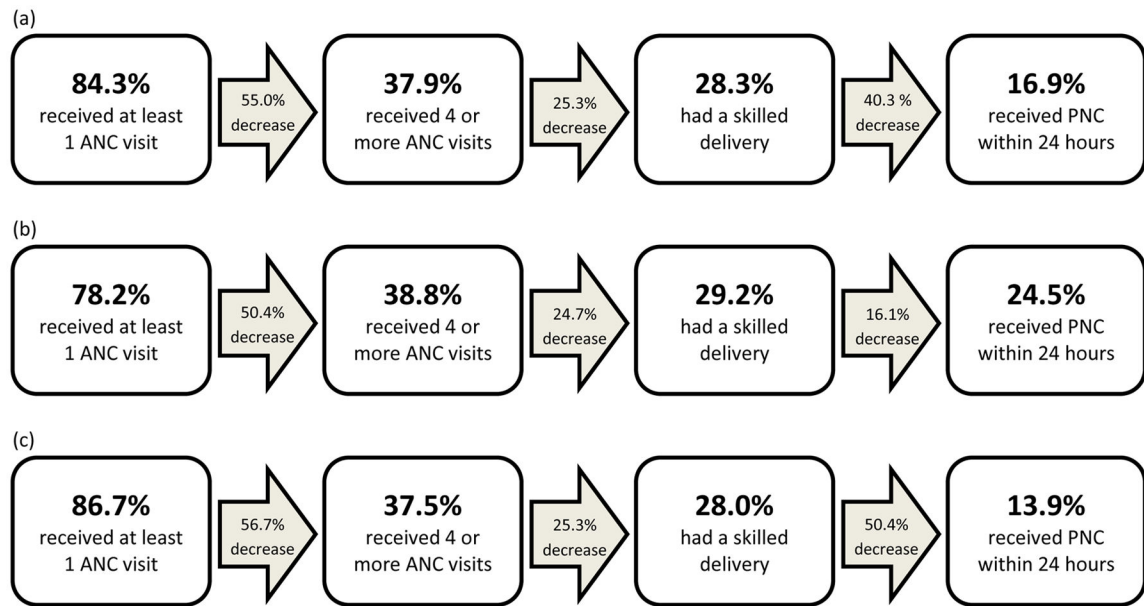 (a)
84.3%
received at least
1 ANC visit
55.0%
decrease
37.9%
received 4 or
more ANC visits
25.3%
decrease
28.3%
had a skilled
delivery
40.3 %
decrease
16.9%
received PNC
within 24 hours
(b)
78.2%
received at least
1 ANC visit
50.4%
decrease
38.8%
received 4 or
more ANC visits
24.7%
decrease
29.2%
had a skilled
delivery
16.1%
decrease
24.5%
received PNC
within 24 hours
(c)
86.7%
received at least
1 ANC visit
56.7%
decrease
37.5%
received 4 or
more ANC visits
25.3%
decrease
28.0%
had a skilled
delivery
50.4%
decrease
13.9%
received PNC
within 24 hours